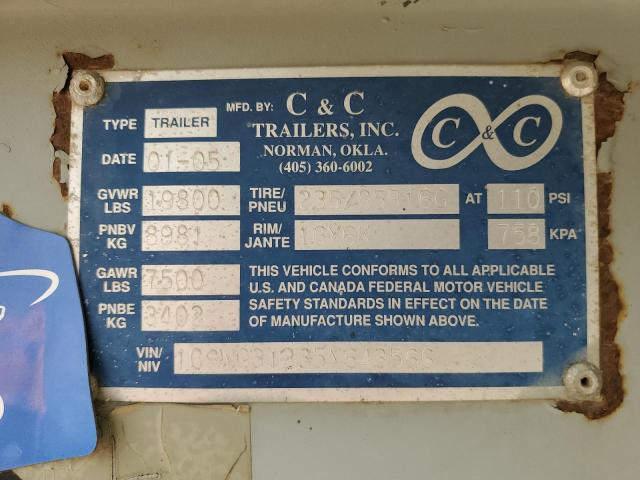 TYPE TRAILER MFD. BY: C & C
TRAILERS, INC. C & C
DATE 01-05 NORMAN, OKLA.
(405) 360-6002
GVWR LBS 19800 TIRE/ PNEU AT 110 PSI
PNBV KG 8981 RIM/ JANTE 16X6K 758 KPA
GAWR LBS 7500
PNBE KG 3402
THIS VEHICLE CONFORMS TO ALL APPLICABLE
U.S. AND CANADA FEDERAL MOTOR VEHICLE
SAFETY STANDARDS IN EFFECT ON THE DATE
OF MANUFACTURE SHOWN ABOVE.
VIN/ NIV